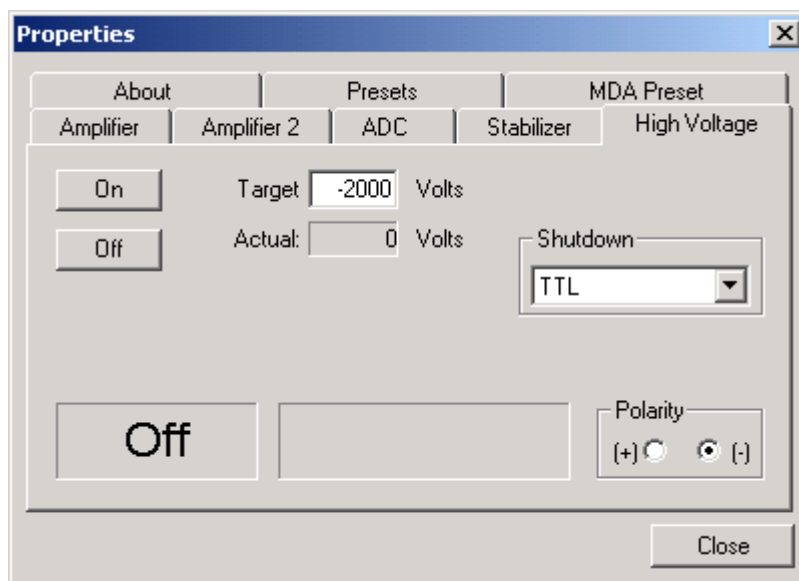 Properties
About Presets MDA Preset
Amplifier Amplifier 2 ADC Stabilizer High Voltage
On Target -2000 Volts
Off Actual: 0 Volts
Shutdown
TTL
Off
Polarity
(+) (-)
Close